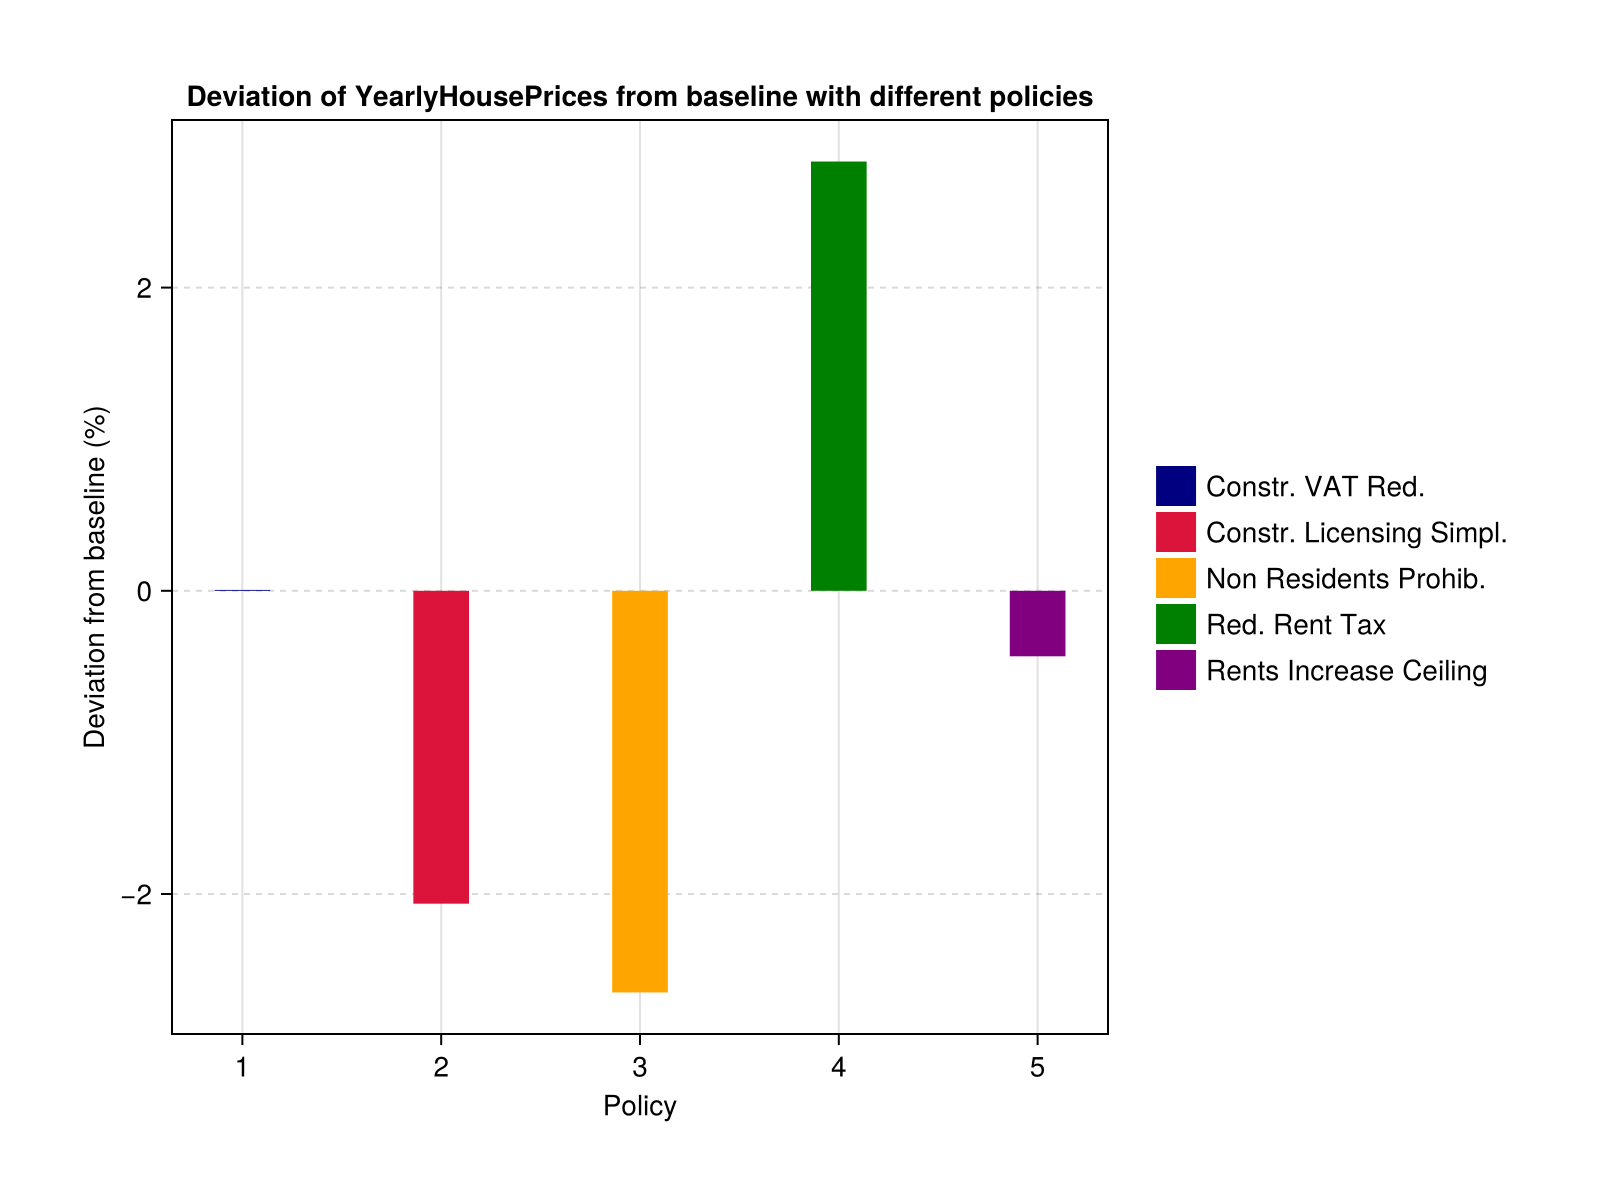 Deviation of YearlyHousePrices from baseline with different policies
Deviation from baseline (%)
2
0
−2
1 2 3 4 5
Policy
Constr. VAT Red.
Constr. Licensing Simpl.
Non Residents Prohib.
Red. Rent Tax
Rents Increase Ceiling